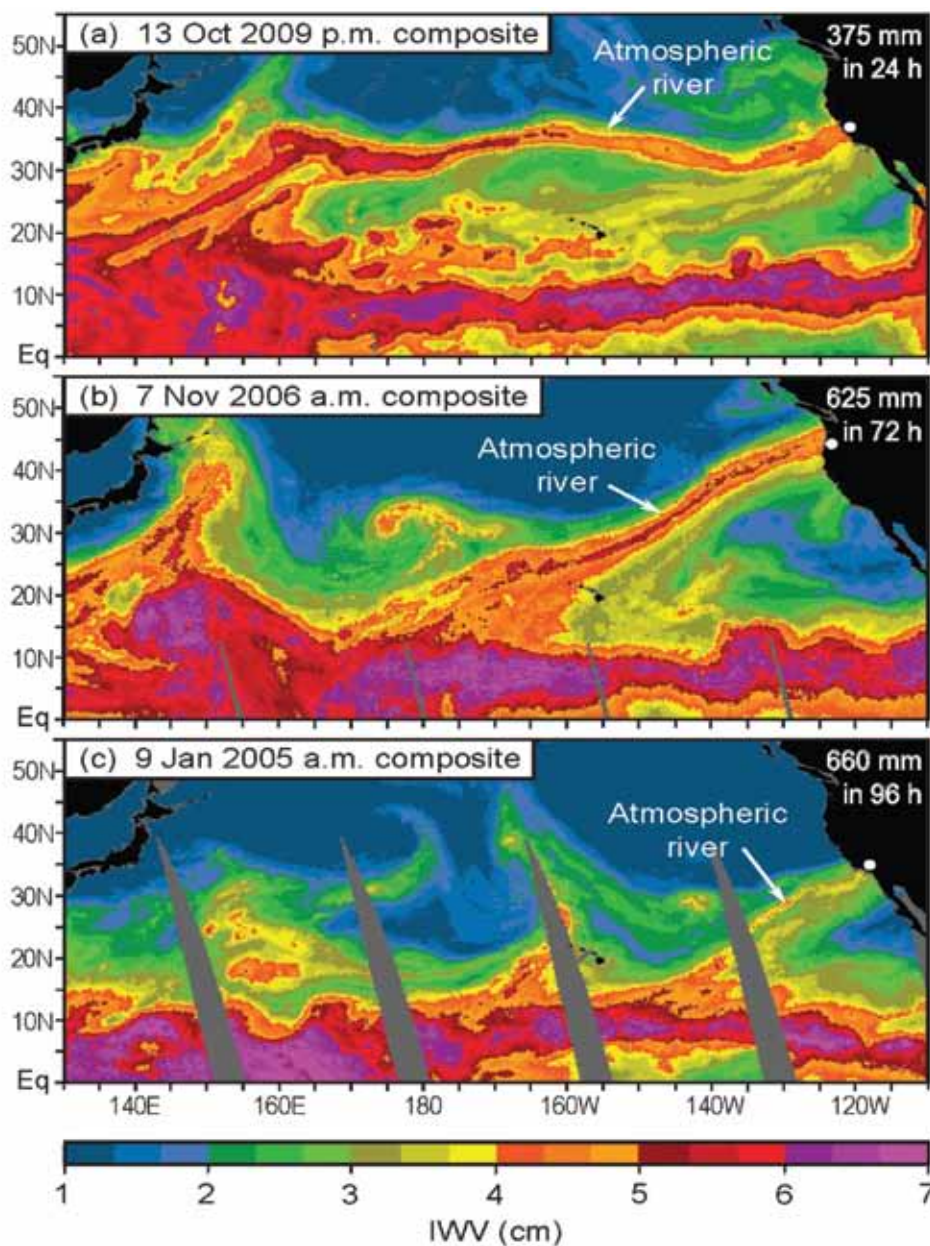 (a) 13 Oct 2009 p.m. composite
375 mm
in 24 h
Atmospheric
river
50N
40N
30N
20N
10N
Eq
(b) 7 Nov 2006 a.m. composite
625 mm
in 72 h
Atmospheric
river
50N
40N
30N
20N
10N
Eq
(c) 9 Jan 2005 a.m. composite
660 mm
in 96 h
Atmospheric
river
50N
40N
30N
20N
10N
Eq
140E 160E 180 160W 140W 120W
1 2 3 4 5 6 7
IWV (cm)